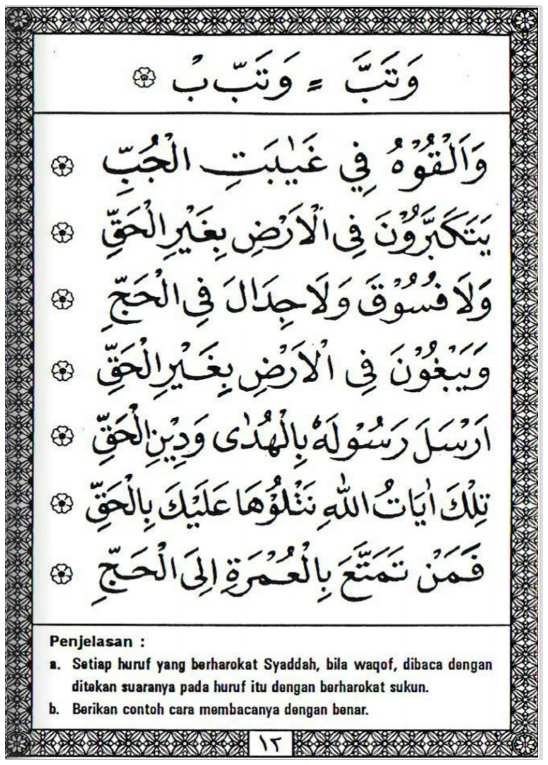 وَتَبَّ = وَتَبّبْ
وَاَلْقُوْهُ فِي غَيٰبَتِ الْجُبِّ
يَتَكَبَّرُوْنَ فِى الْاَرْضِ بِغَيْرِ الْحَقِّ
وَلَا فُسُوْقَ وَلَا جِدَالَ فِى الْحَجِّ
وَيَبْغُوْنَ فِى الْاَرْضِ بِغَيْرِ الْحَقِّ
اَرْسَلَ رَسُوْلَهٗ بِالْهُدٰى وَدِيْنِ الْحَقِّ
تِلْكَ اٰيَاتُ اللهِ نَتْلُوْهَا عَلَيْكَ بِالْحَقِّ
فَمَنْ تَمَتَّعَ بِالْعُمْرَةِ اِلَى الْحَجِّ
Penjelasan :
a. Setiap huruf yang berharokat Syaddah, bila waqof, dibaca dengan
ditekan suaranya pada huruf itu dengan berharokat sukun.
b. Berikan contoh cara membacanya dengan benar.
١٢